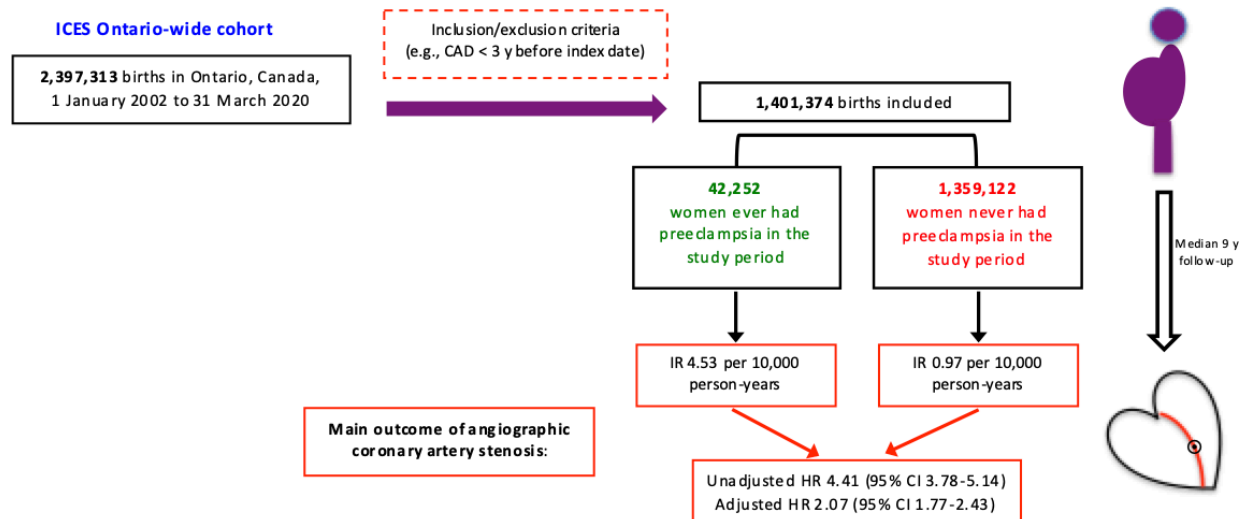 ICES Ontario-wide cohort
2,397,313 births in Ontario, Canada,
1 January 2002 to 31 March 2020
Inclusion/exclusion criteria
(e.g., CAD < 3 y before index date)
1,401,374 births included
42,252
women ever had
preeclampsia in the
study period
1,359,122
women never had
preeclampsia in the
study period
Median 9 y
follow-up
IR 4.53 per 10,000
person-years
IR 0.97 per 10,000
person-years
Main outcome of angiographic
coronary artery stenosis:
Unadjusted HR 4.41 (95% CI 3.78-5.14)
Adjusted HR 2.07 (95% CI 1.77-2.43)